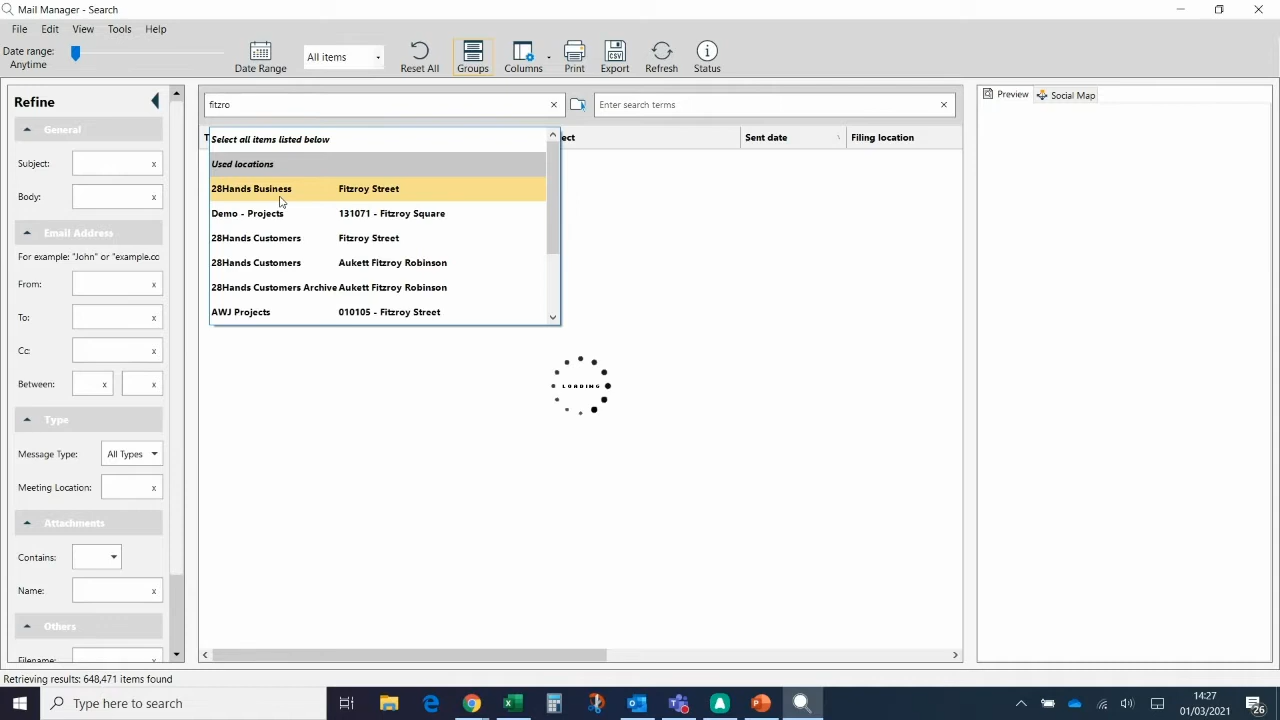 Mail Manager - Search
File Edit View Tools Help
Date range:
Anytime
Date Range
All items
Reset All
Groups
Columns
Print
CSV
Export
Refresh
Status
Refine
General
Subject: x
Body: x
Email Address
For example: "John" or "example.cc
From: x
To: x
Cc: x
Between: x x
Type
Message Type: All Types
Meeting Location: x
Attachments
Contains:
Name: x
Others
Filename:
fitzro
Enter search terms
T
ect
Sent date
Filing location
Select all items listed below
Used locations
28Hands Business Fitzroy Street
Demo - Projects 131071 - Fitzroy Square
28Hands Customers Fitzroy Street
28Hands Customers Aukett Fitzroy Robinson
28Hands Customers Archive Aukett Fitzroy Robinson
AWJ Projects 010105 - Fitzroy Street
LOADING
Preview
Social Map
Retrieving results: 648,471 items found
Type here to search
14:27
01/03/2021
26